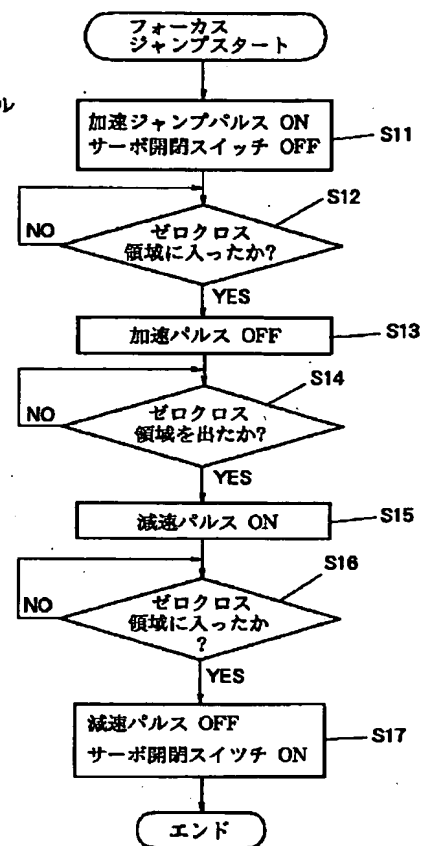 フォーカス
ジャンプスタート
ル
加速ジャンプパルス ON
サーボ開閉スイッチ OFF
S11
S12
NO
ゼロクロス
領域に入ったか?
YES
加速パルス OFF
S13
S14
NO
ゼロクロス
領域を出たか?
YES
減速パルス ON
S15
S16
NO
ゼロクロス
領域に入ったか
?
YES
減速パルス OFF
サーボ開閉スイツチ ON
S17
エンド